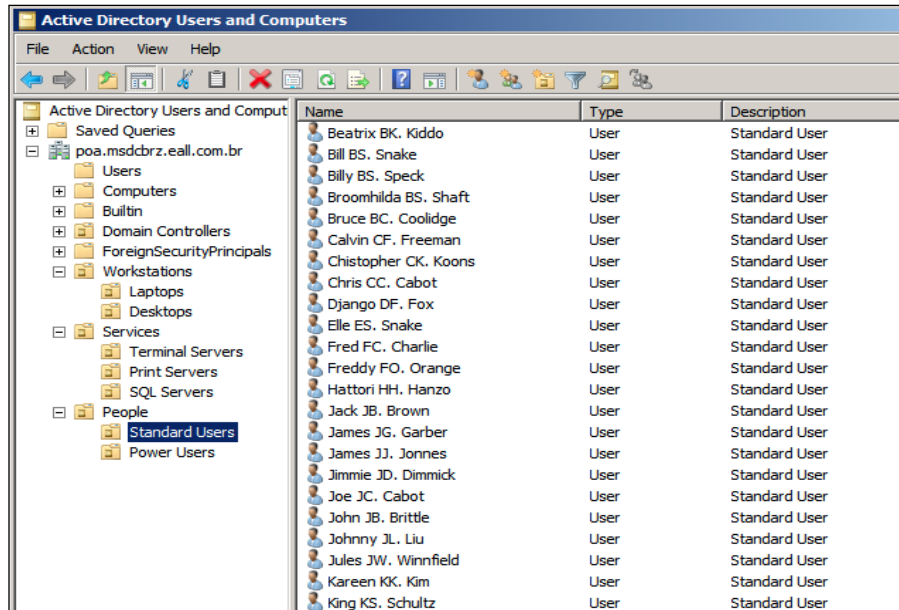 Active Directory Users and Computers
File Action View Help
Active Directory Users and Comput
Saved Queries
poa.msdcbrz.eall.com.br
Users
Computers
Builtin
Domain Controllers
ForeignSecurityPrincipals
Workstations
Laptops
Desktops
Services
Terminal Servers
Print Servers
SQL Servers
People
Standard Users
Power Users
Name Type Description
Beatrix BK. Kiddo User Standard User
Bill BS. Snake User Standard User
Billy BS. Speck User Standard User
Broomhilda BS. Shaft User Standard User
Bruce BC. Coolidge User Standard User
Calvin CF. Freeman User Standard User
Chistopher CK. Koons User Standard User
Chris CC. Cabot User Standard User
Django DF. Fox User Standard User
Elle ES. Snake User Standard User
Fred FC. Charlie User Standard User
Freddy FO. Orange User Standard User
Hattori HH. Hanzo User Standard User
Jack JB. Brown User Standard User
James JG. Garber User Standard User
James JJ. Jonnes User Standard User
Jimmie JD. Dimmick User Standard User
Joe JC. Cabot User Standard User
John JB. Brittle User Standard User
Johnny JL. Liu User Standard User
Jules JW. Winnfield User Standard User
Kareen KK. Kim User Standard User
King KS. Schultz User Standard User